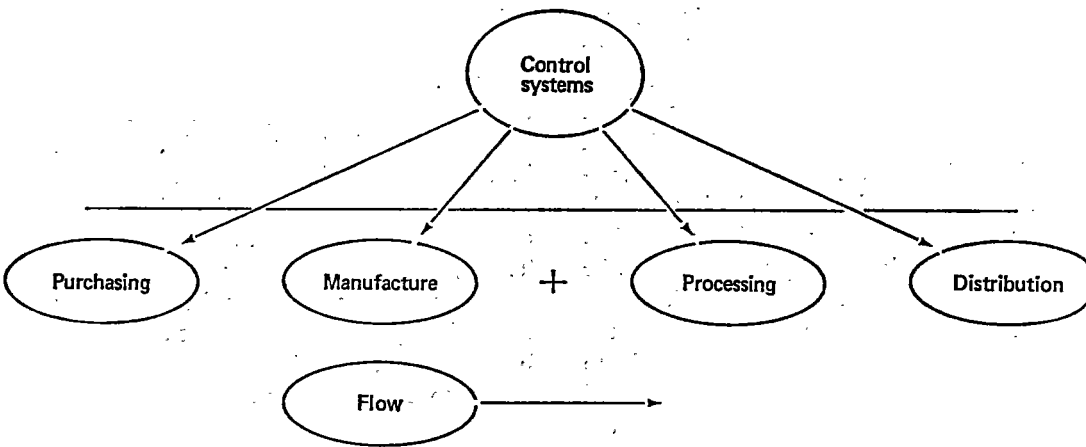 Control
systems
Purchasing
Manufacture
+
Processing
Distribution
Flow